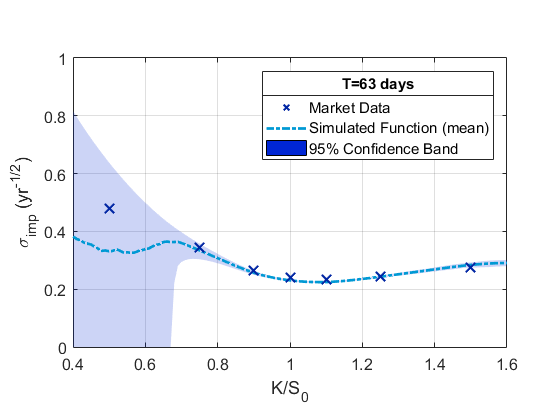 T=63 days
Market Data
Simulated Function (mean)
95% Confidence Band
σimp (yr-1/2)
1
0.8
0.6
0.4
0.2
0
0.4 0.6 0.8 1 1.2 1.4 1.6
K/S0